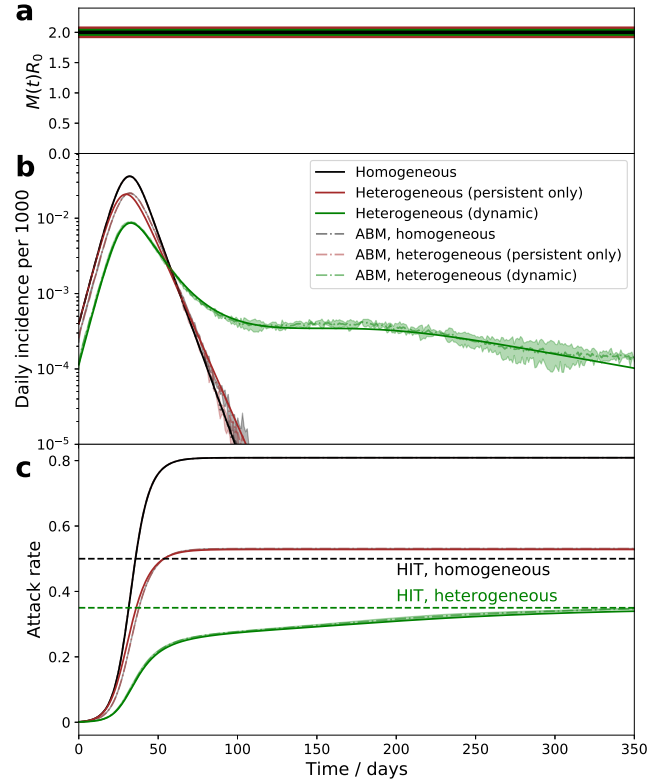 a
M(t)R₀
2.0
1.5
1.0
0.5
0.0
b
Daily incidence per 1000
10⁻²
10⁻³
10⁻⁴
10⁻⁵
Homogeneous
Heterogeneous (persistent only)
Heterogeneous (dynamic)
ABM, homogeneous
ABM, heterogeneous (persistent only)
ABM, heterogeneous (dynamic)
c
Attack rate
0.8
0.6
0.4
0.2
0
HIT, homogeneous
HIT, heterogeneous
0 50 100 150 200 250 300 350
Time / days